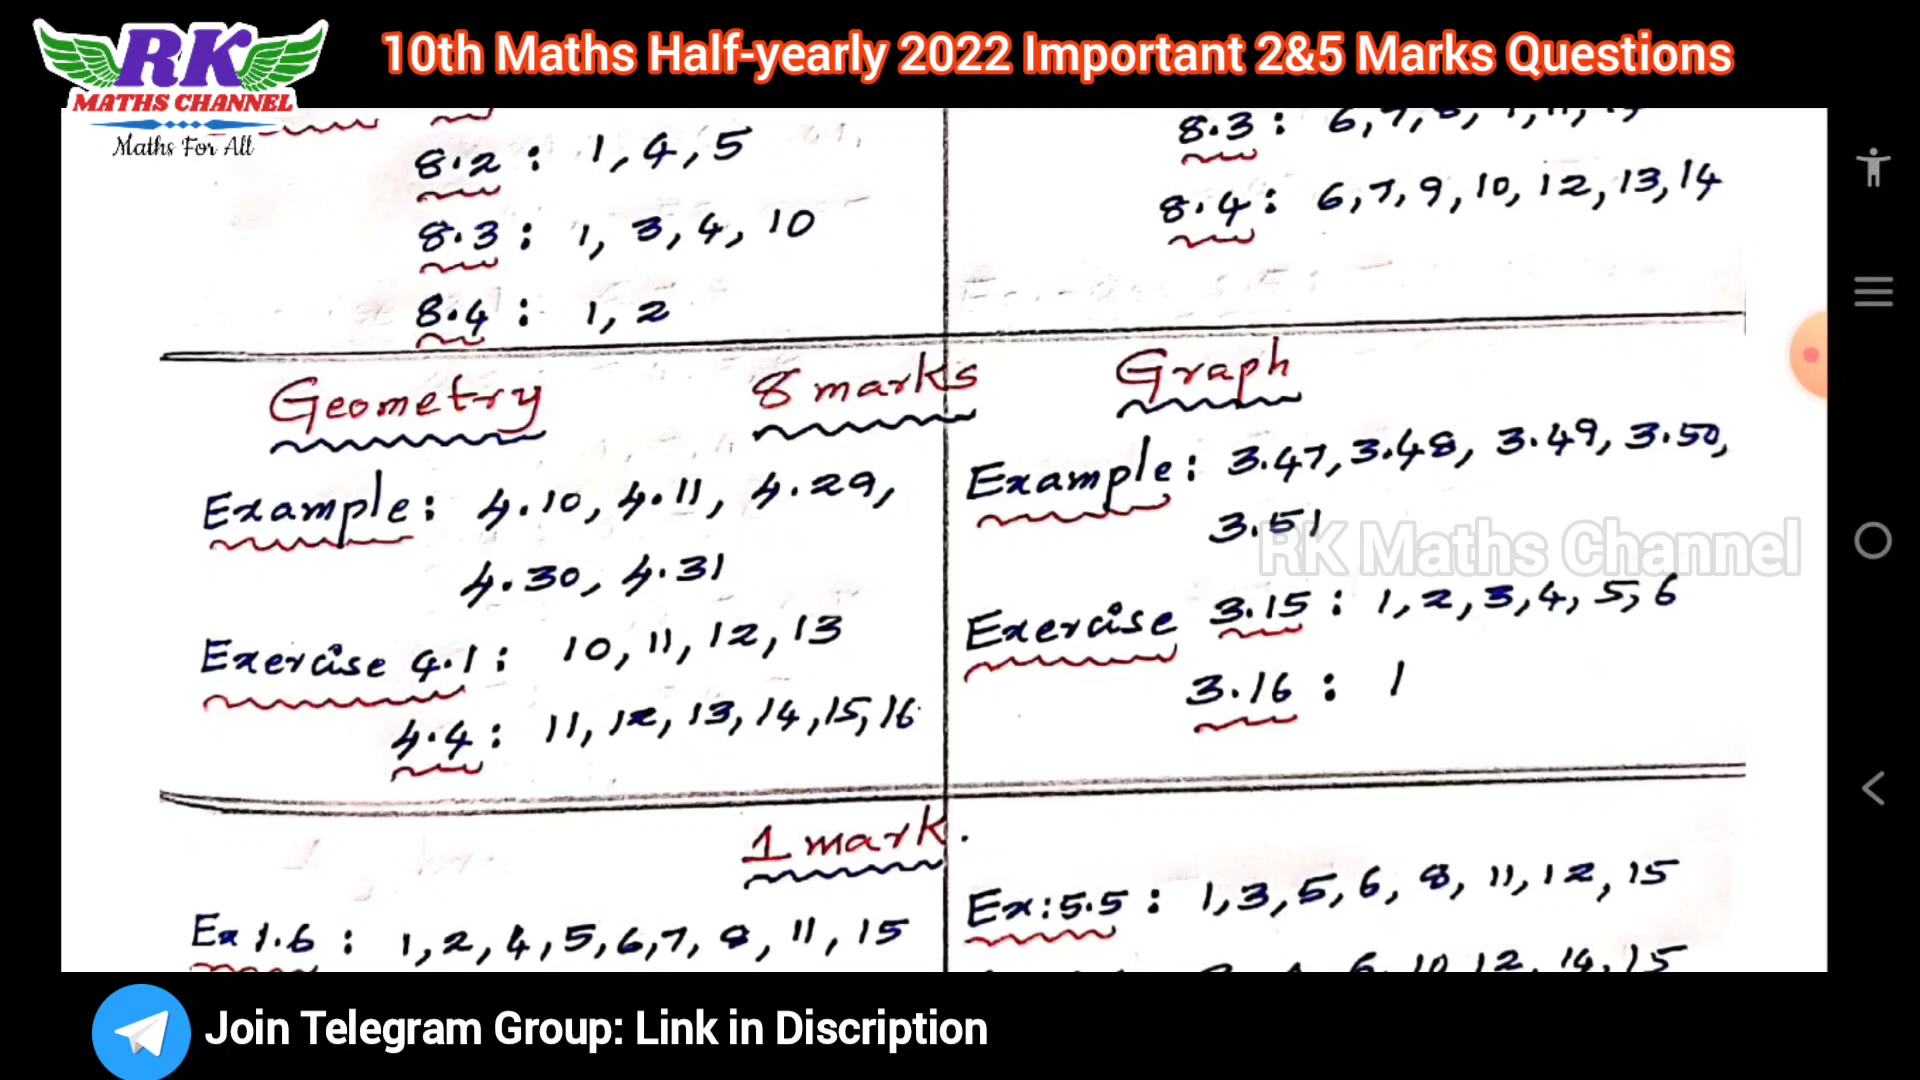 RK
MATHS CHANNEL
Maths For All
10th Maths Half-yearly 2022 Important 2&5 Marks Questions
8.2 : 1, 4, 5
8.3 : 1, 3, 4, 10
8.4 : 1, 2
8.3 :
8.4 : 6, 7, 9, 10, 12, 13, 14
Geometry 8 marks Graph
Example : 4.10, 4.11, 4.29,
4.30, 4.31
Exercise 4.1 : 10, 11, 12, 13
4.4 : 11, 12, 13, 14, 15, 16
Example : 3.47, 3.48, 3.49, 3.50,
3.51
RK Maths Channel
Exercise 3.15 : 1, 2, 3, 4, 5, 6
3.16 : 1
1 mark.
Ex 1.6 : 1, 2, 4, 5, 6, 7, 8, 11, 15
Ex : 5.5 : 1, 3, 5, 6, 8, 11, 12, 15
6, 10, 12, 14, 15
Join Telegram Group: Link in Discription